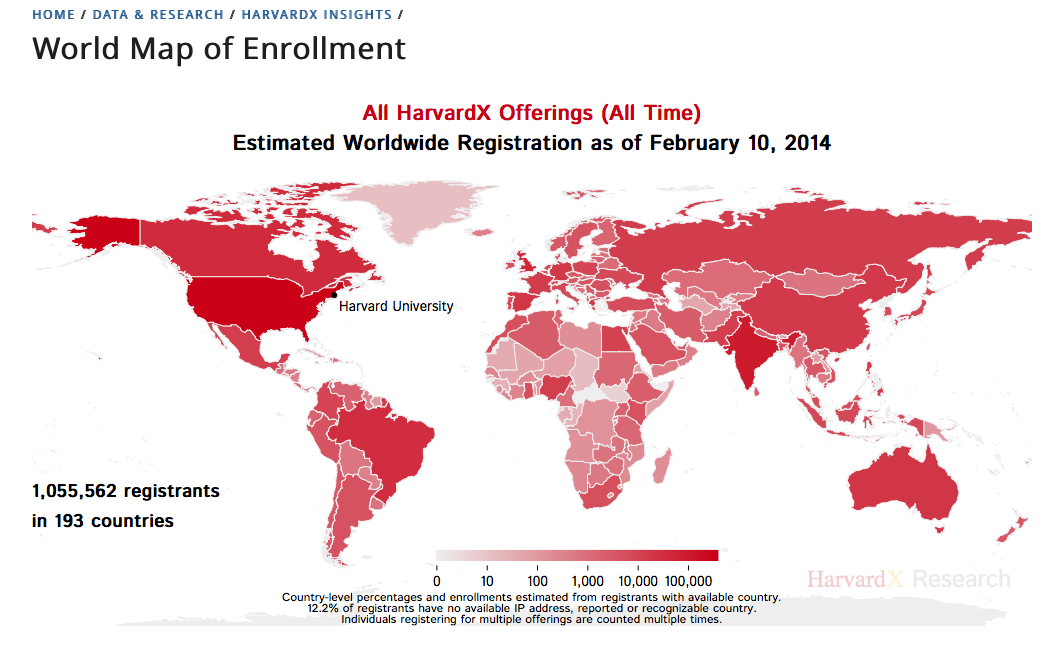 HOME / DATA & RESEARCH / HARVARDX INSIGHTS /
World Map of Enrollment
All HarvardX Offerings (All Time)
Estimated Worldwide Registration as of February 10, 2014
Harvard University
1,055,562 registrants
in 193 countries
0 10 100 1,000 10,000 100,000
HarvardX Research
Country-level percentages and enrollments estimated from registrants with available country.
12.2% of registrants have no available IP address, reported or recognizable country.
Individuals registering for multiple offerings are counted multiple times.